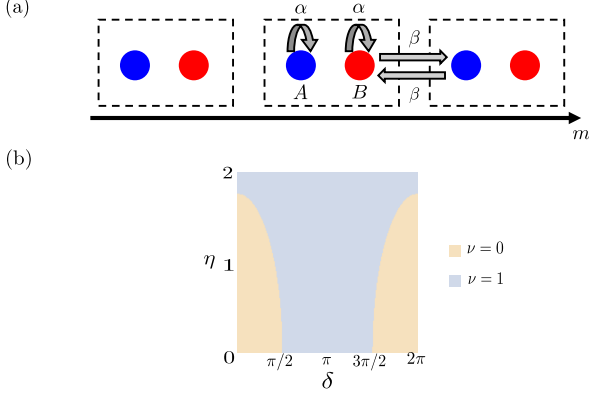 (a)
α α
β
A B
β
m
(b)
2
η 1
0
π/2 π 3π/2 2π
δ
ν = 0
ν = 1